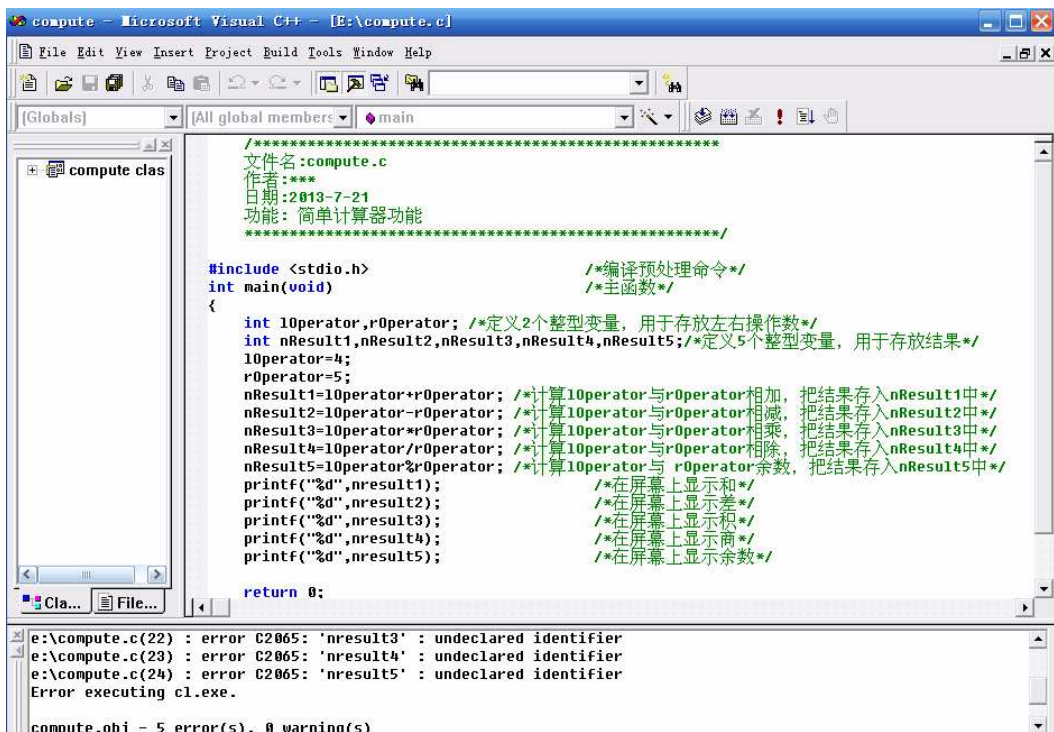 compute - Microsoft Visual C++ - [E:\compute.c]
File Edit View Insert Project Build Tools Window Help
(Globals) (All global members main
compute clas
/****************************************************
文件名:compute.c
作者:***
日期:2013-7-21
功能: 简单计算器功能
*****************************************************/
#include <stdio.h> /*编译预处理命令*/
int main(void) /*主函数*/
{
int lOperator,rOperator; /*定义2个整型变量，用于存放左右操作数*/
int nResult1,nResult2,nResult3,nResult4,nResult5;/*定义5个整型变量，用于存放结果*/
lOperator=4;
rOperator=5;
nResult1=lOperator+rOperator; /*计算lOperator与rOperator相加，把结果存入nResult1中*/
nResult2=lOperator-rOperator; /*计算lOperator与rOperator相减，把结果存入nResult2中*/
nResult3=lOperator*rOperator; /*计算lOperator与rOperator相乘，把结果存入nResult3中*/
nResult4=lOperator/rOperator; /*计算lOperator与rOperator相除，把结果存入nResult4中*/
nResult5=lOperator%rOperator; /*计算lOperator与 rOperator余数，把结果存入nResult5中*/
printf("%d",nresult1); /*在屏幕上显示和*/
printf("%d",nresult2); /*在屏幕上显示差*/
printf("%d",nresult3); /*在屏幕上显示积*/
printf("%d",nresult4); /*在屏幕上显示商*/
printf("%d",nresult5); /*在屏幕上显示余数*/
return 0;
Cla... File...
e:\compute.c(22) : error C2065: 'nresult3' : undeclared identifier
e:\compute.c(23) : error C2065: 'nresult4' : undeclared identifier
e:\compute.c(24) : error C2065: 'nresult5' : undeclared identifier
Error executing cl.exe.
compute.obj - 5 error(s), 0 warning(s)